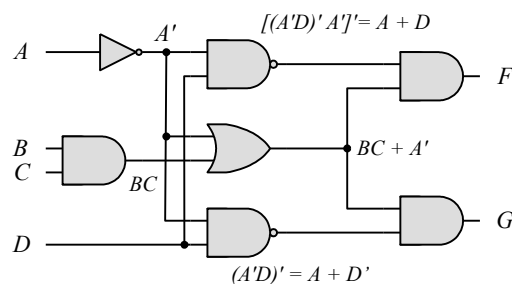 [(A'D)' A']' = A + D
A
A'
F
B
C
BC
BC + A'
G
D
(A'D)' = A + D’